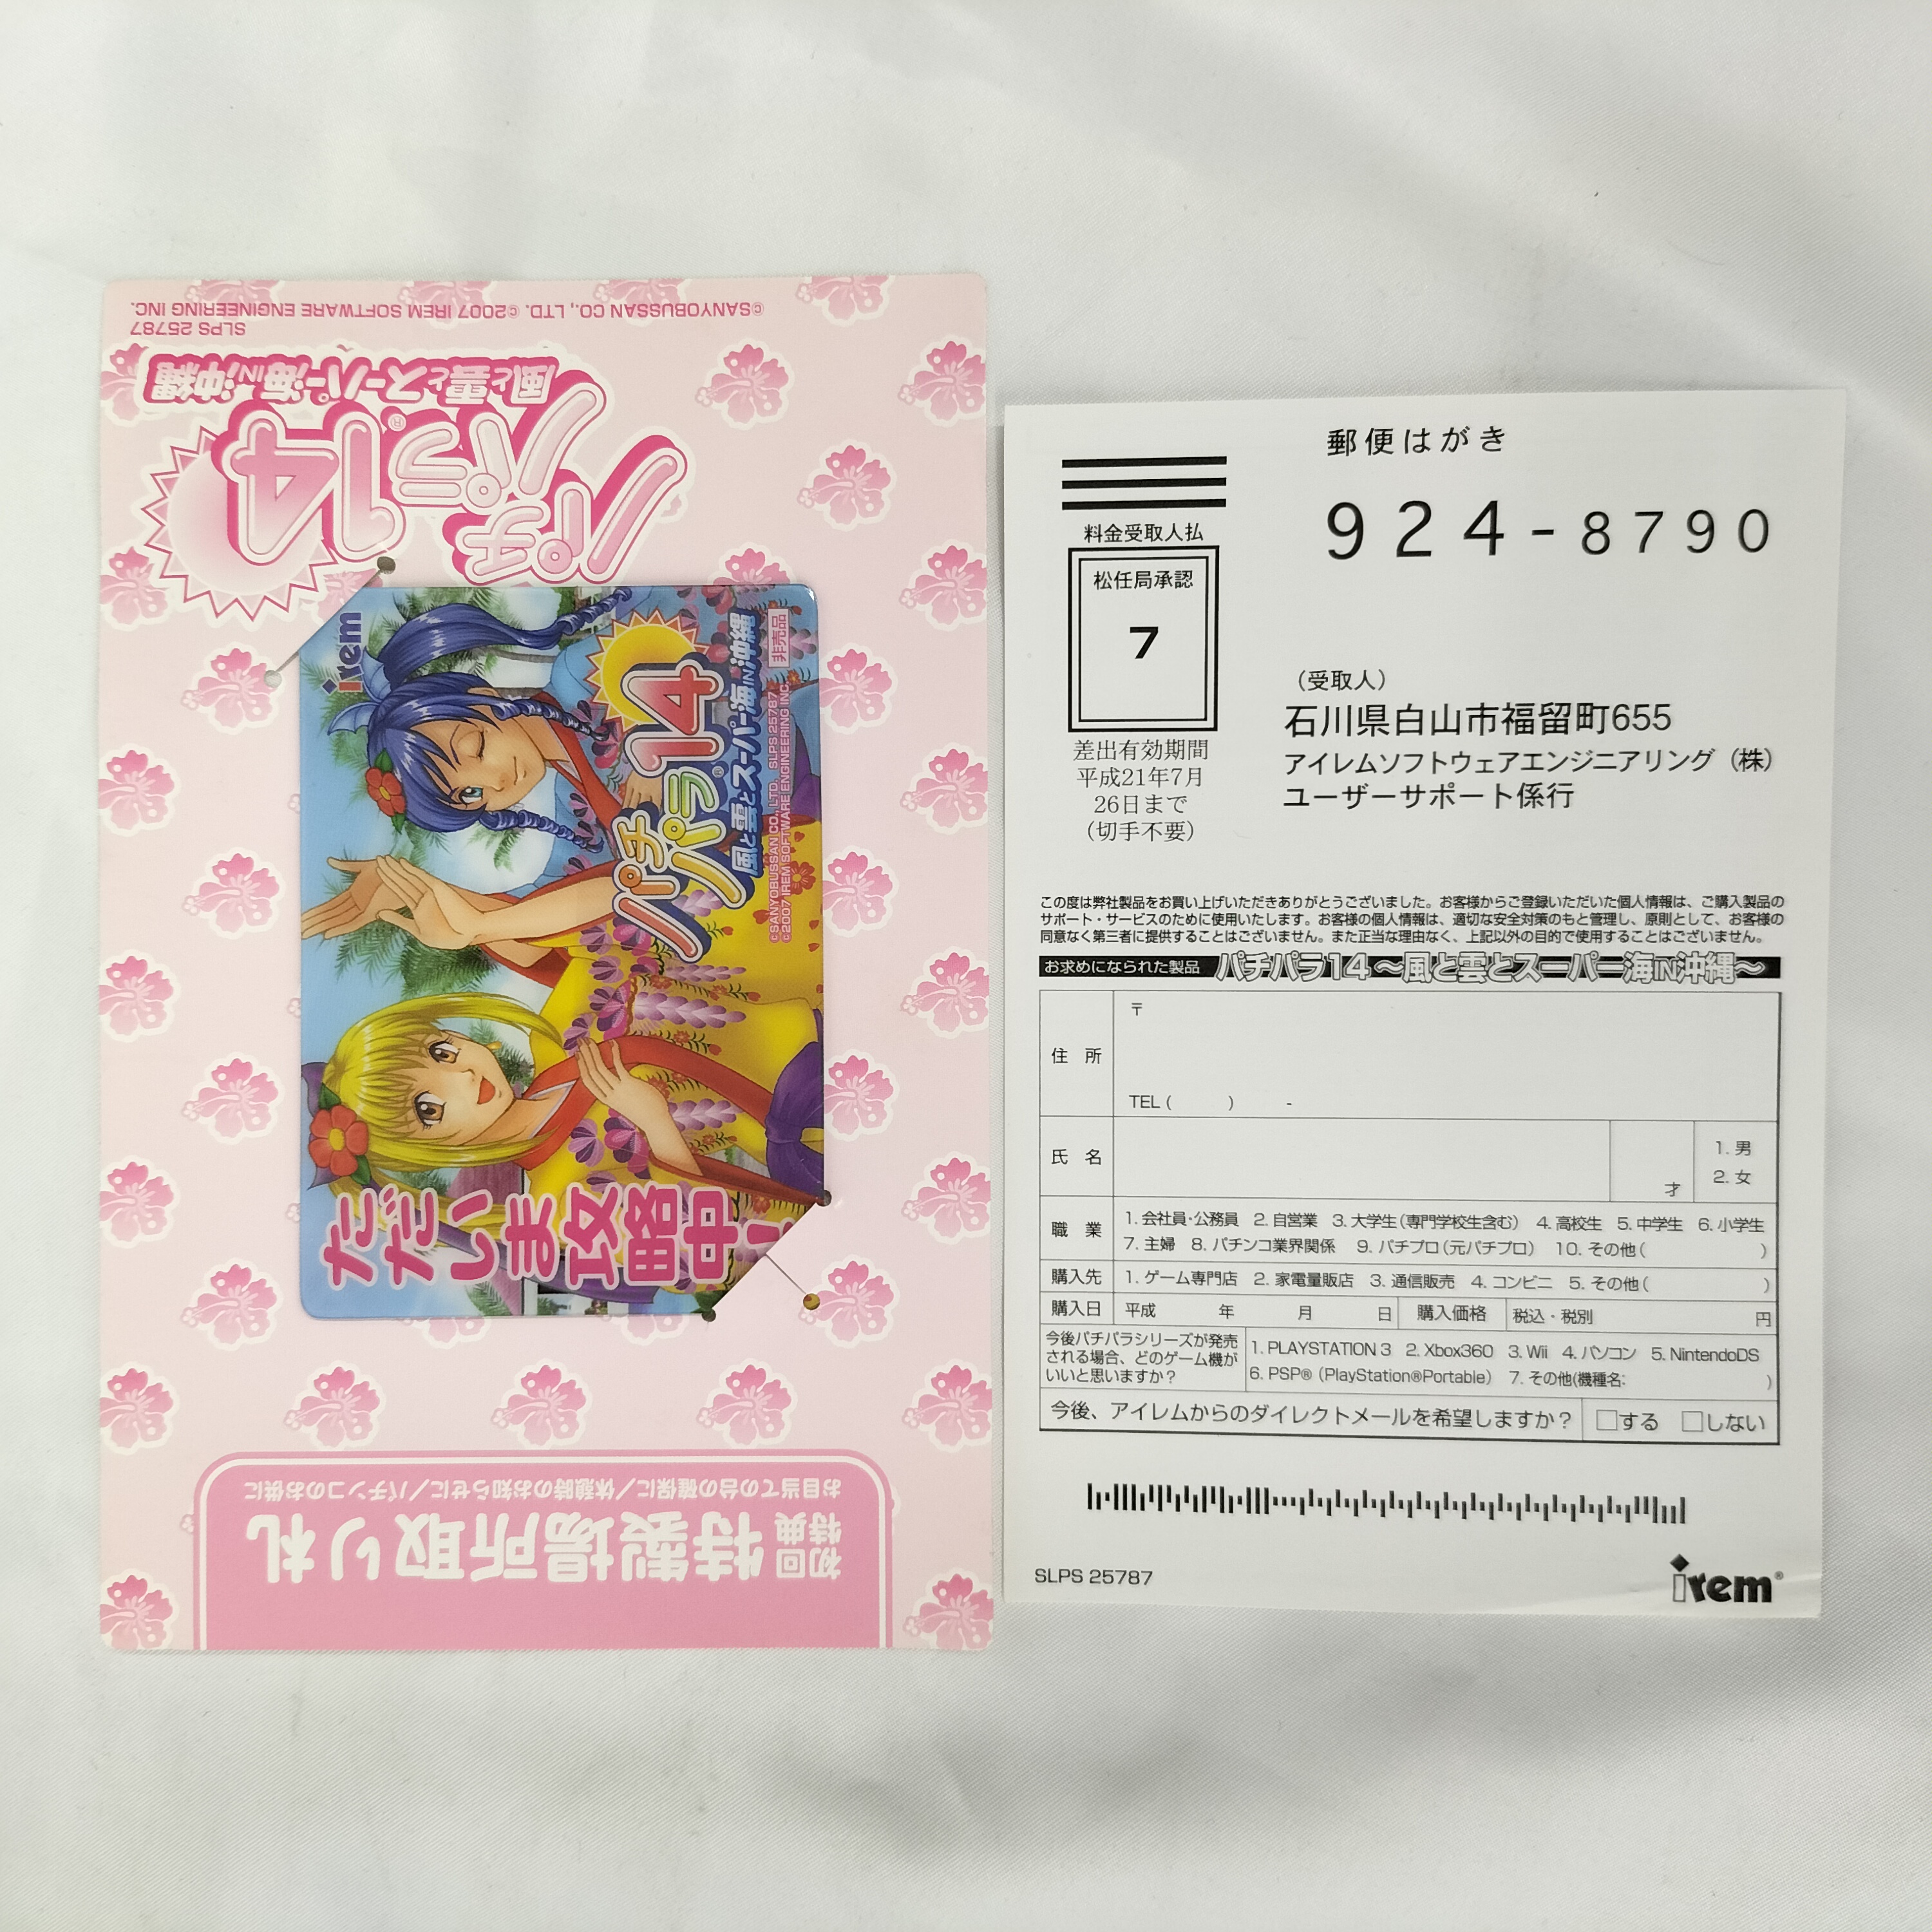 ©SANYOBUSSAN CO., LTD. ©2007 IREM SOFTWARE ENGINEERING INC.
SLPS 25787
パチパラ14
風と雲とスーパー海IN沖縄
irem
ただいま攻略中!
パチパラ14
風と雲とスーパー海IN沖縄
非売品
©SANYOBUSSAN CO., LTD. SLPS 25787
©2007 IREM SOFTWARE ENGINEERING INC.
初回特典 特製場所取り札
お目当ての台の確保に/休憩時のお知らせに/パチンコのお供に
郵便はがき
924-8790
料金受取人払
松任局承認
7
差出有効期間
平成21年7月
26日まで
(切手不要)
(受取人)
石川県白山市福留町655
アイレムソフトウェアエンジニアリング(株)
ユーザーサポート係行
この度は弊社製品をお買い上げいただきありがとうございました。お客様からご登録いただいた個人情報は、ご購入製品の
サポート・サービスのために使用いたします。お客様の個人情報は、適切な安全対策のもと管理し、原則として、お客様の
同意なく第三者に提供することはございません。また正当な理由なく、上記以外の目的で使用することはございません。
お求めになられた製品 パチパラ14～風と雲とスーパー海IN沖縄～
住所 〒
TEL( ) -
氏名 才 1.男
2.女
職業 1.会社員・公務員 2.自営業 3.大学生(専門学校生含む) 4.高校生 5.中学生 6.小学生
7.主婦 8.パチンコ業界関係 9.パチプロ(元パチプロ) 10.その他( )
購入先 1.ゲーム専門店 2.家電量販店 3.通信販売 4.コンビニ 5.その他( )
購入日 平成 年 月 日 購入価格 税込・税別 円
今後パチパラシリーズが発売
される場合、どのゲーム機が
いいと思いますか?
1.PLAYSTATION 3 2.Xbox360 3.Wii 4.パソコン 5.NintendoDS
6.PSP®(PlayStation®Portable) 7.その他(機種名: )
今後、アイレムからのダイレクトメールを希望しますか? □する □しない
SLPS 25787
irem®